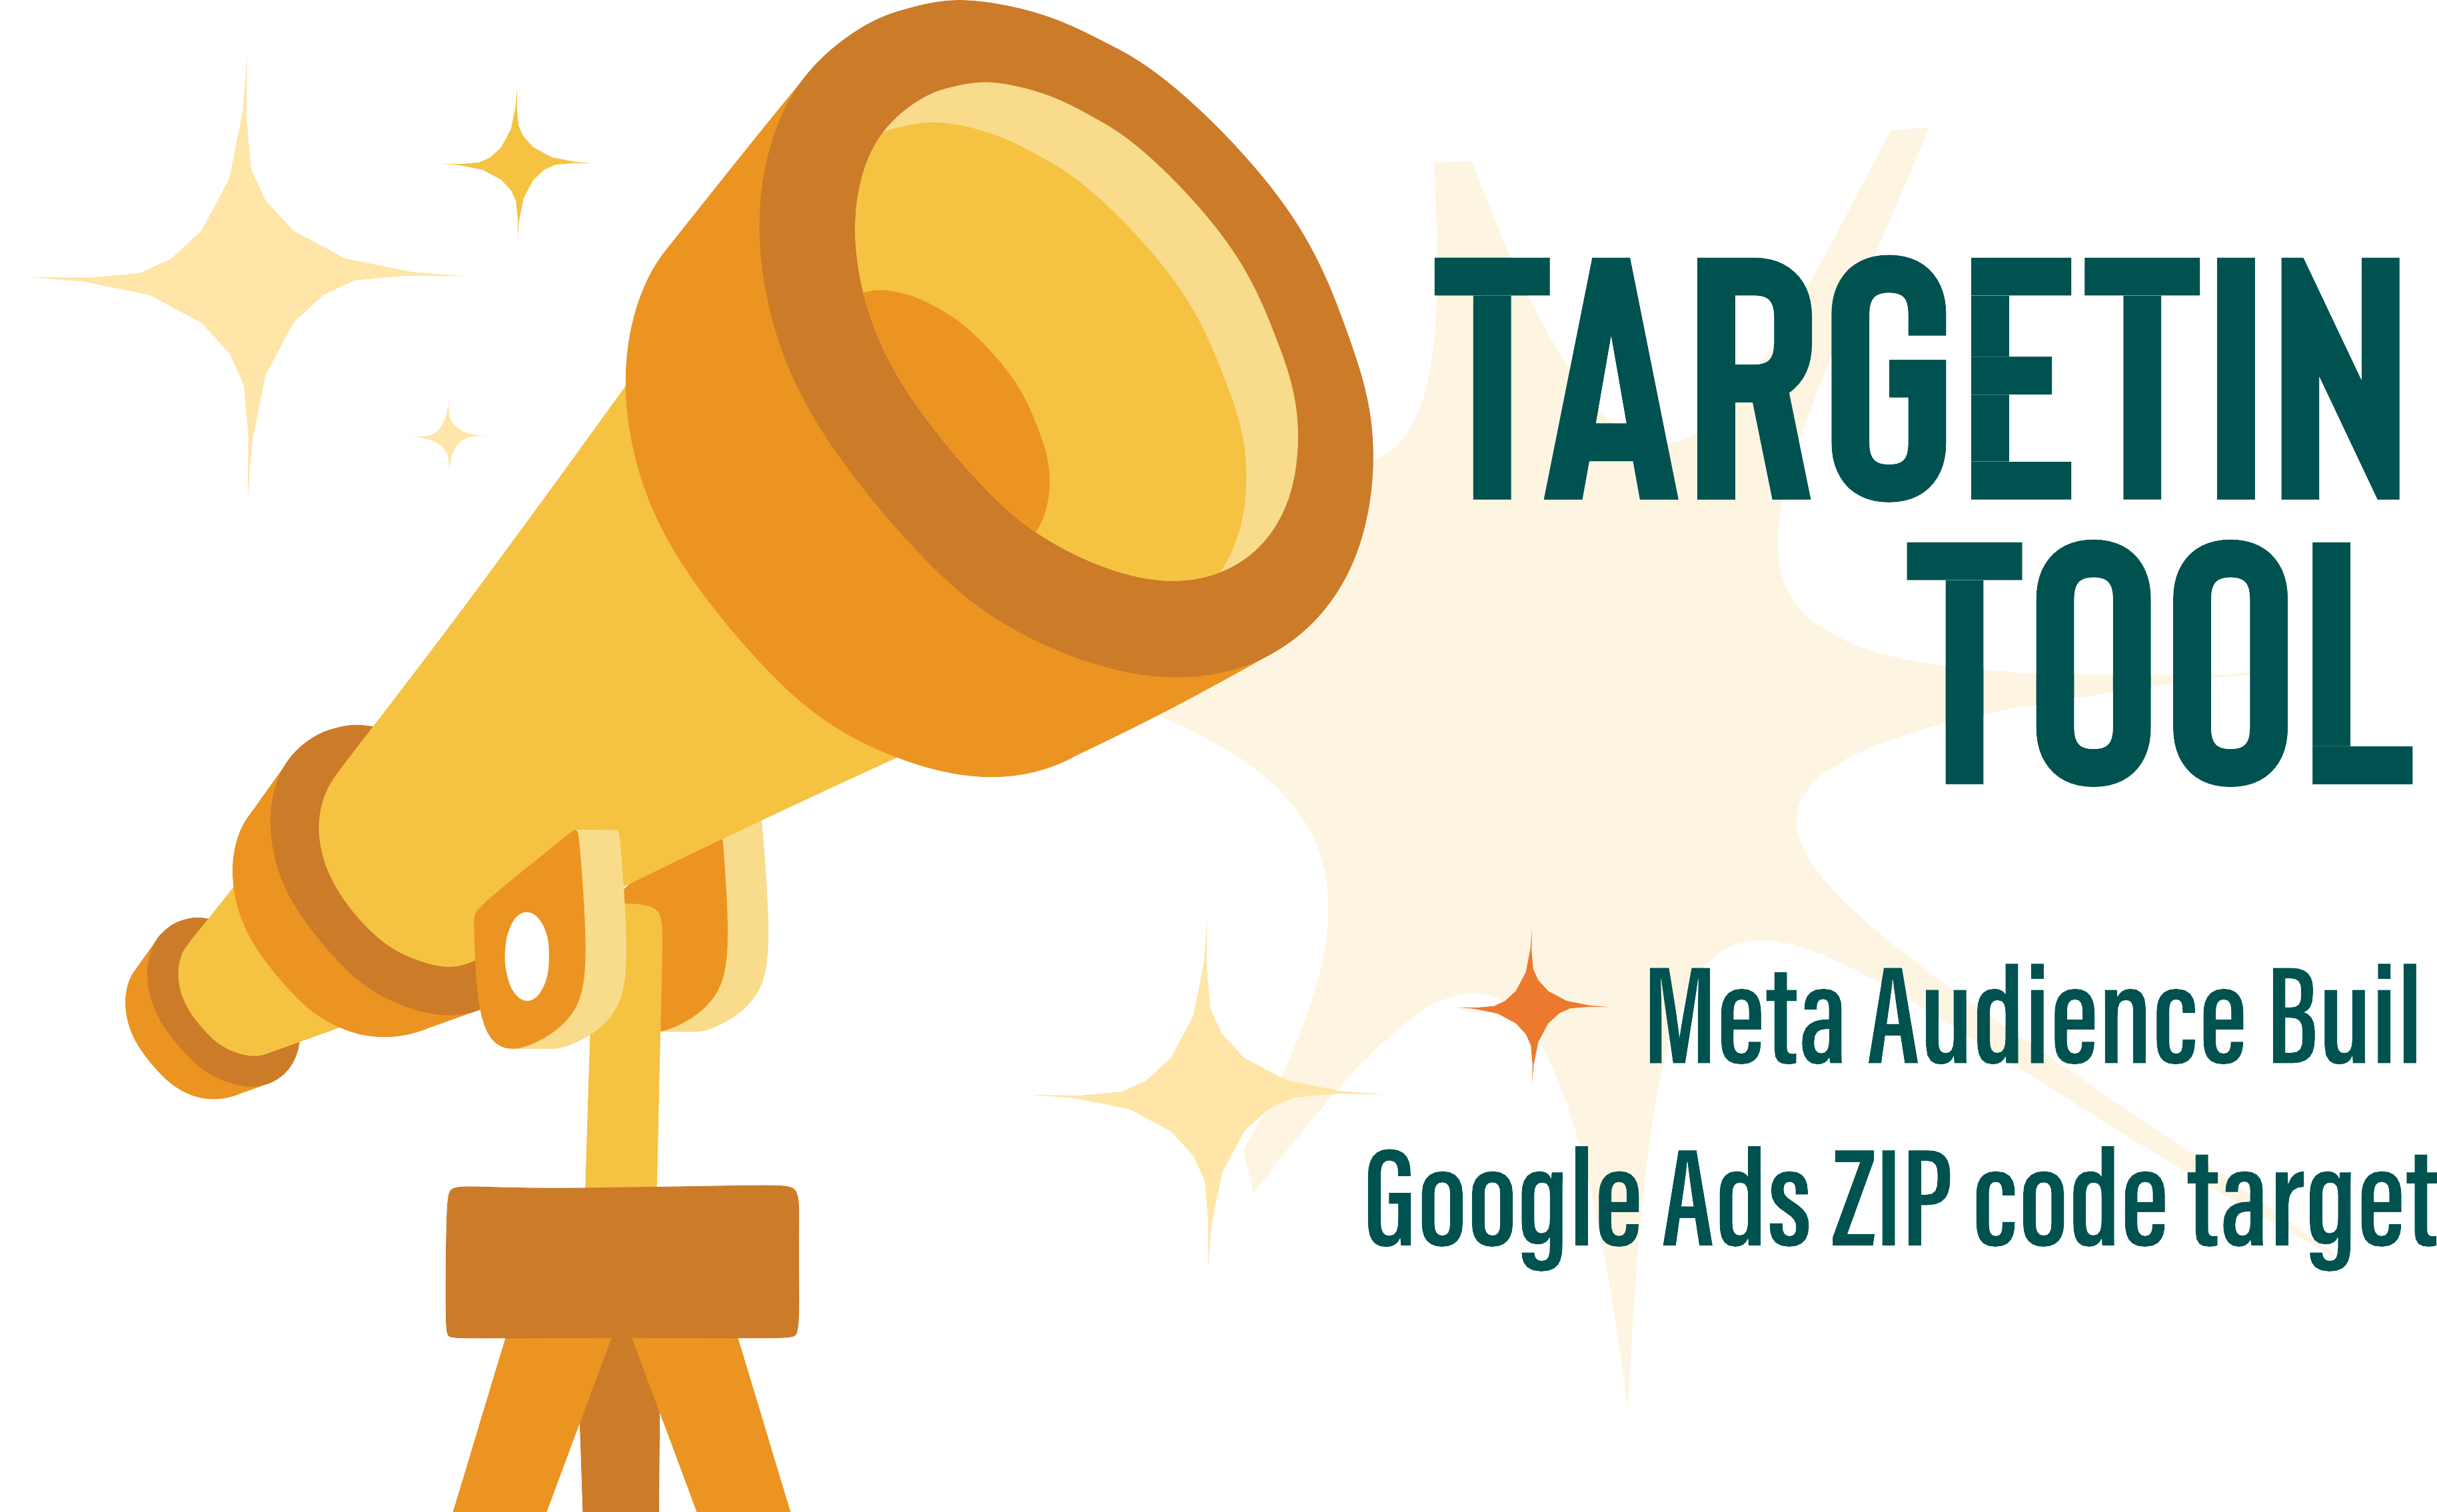 TARGETIN
TOOL
Meta Audience Buil
Google Ads ZIP code target